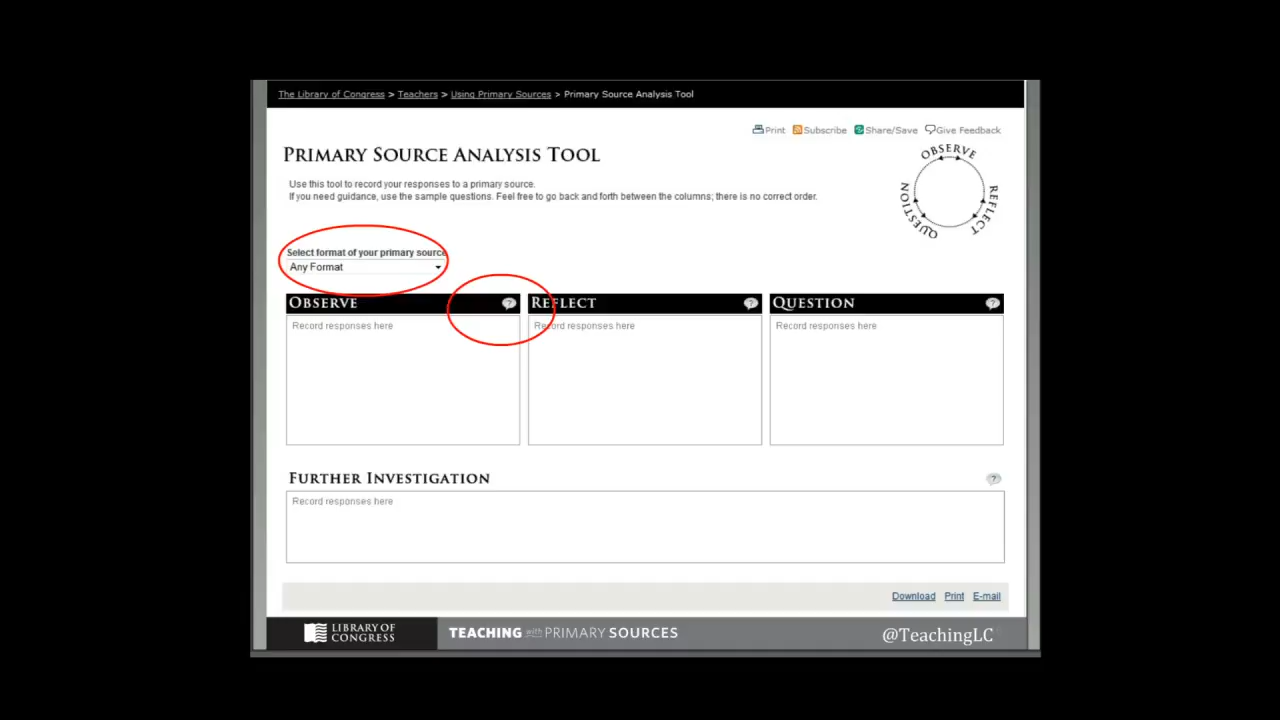 The Library of Congress > Teachers > Using Primary Sources > Primary Source Analysis Tool
Print Subscribe Share/Save Give Feedback
PRIMARY SOURCE ANALYSIS TOOL
OBSERVE
REFLECT
QUESTION
Use this tool to record your responses to a primary source.
If you need guidance, use the sample questions. Feel free to go back and forth between the columns; there is no correct order.
Select format of your primary source
Any Format
OBSERVE ? REFLECT ? QUESTION ?
Record responses here Record responses here Record responses here
FURTHER INVESTIGATION ?
Record responses here
Download Print E-mail
LIBRARY OF
CONGRESS
TEACHING with PRIMARY SOURCES
@TeachingLC